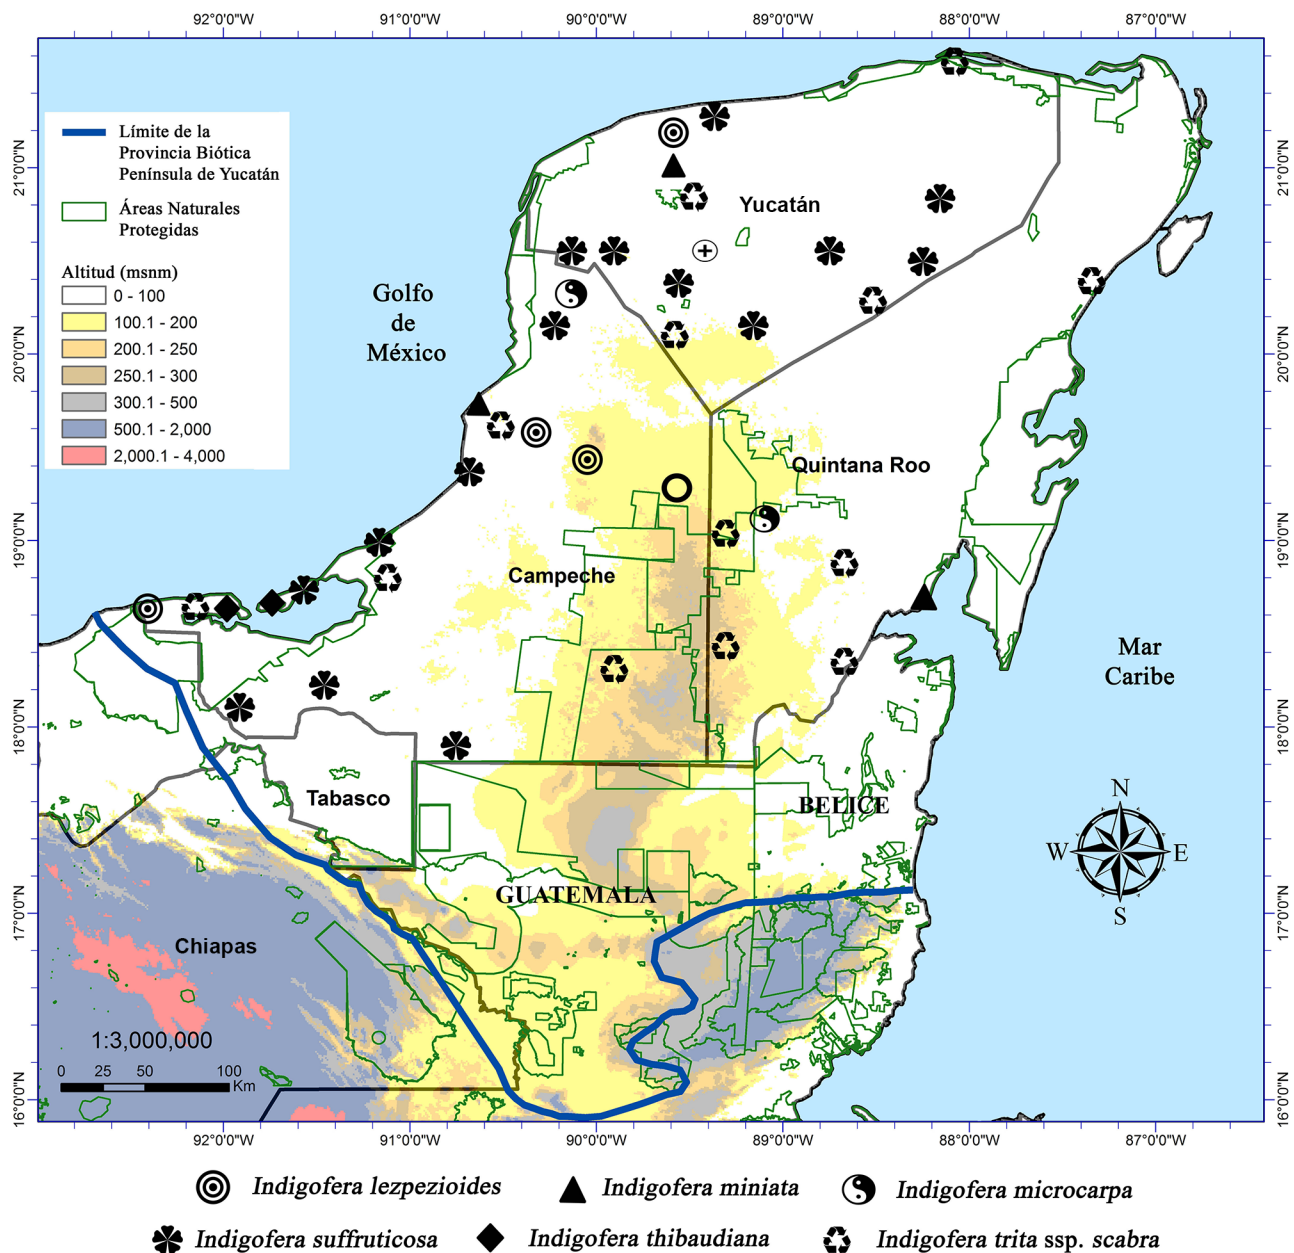 92°0'0"W 91°0'0"W 90°0'0"W 89°0'0"W 88°0'0"W 87°0'0"W
Límite de la
Provincia Biótica
Península de Yucatán
Áreas Naturales
Protegidas
Altitud (msnm)
0 - 100
100.1 - 200
200.1 - 250
250.1 - 300
300.1 - 500
500.1 - 2,000
2,000.1 - 4,000
21°0'0"N
20°0'0"N
19°0'0"N
18°0'0"N
17°0'0"N
16°0'0"N
Golfo
de
México
Yucatán
Quintana Roo
Campeche
Mar
Caribe
Tabasco
BELICE
GUATEMALA
Chiapas
N
W E
S
1:3,000,000
0 25 50 100
Km
21°0'0"N
20°0'0"N
19°0'0"N
18°0'0"N
17°0'0"N
16°0'0"N
92°0'0"W 91°0'0"W 90°0'0"W 89°0'0"W 88°0'0"W 87°0'0"W
Indigofera lezpezioides Indigofera miniata Indigofera microcarpa
Indigofera suffruticosa Indigofera thibaudiana Indigofera trita ssp. scabra